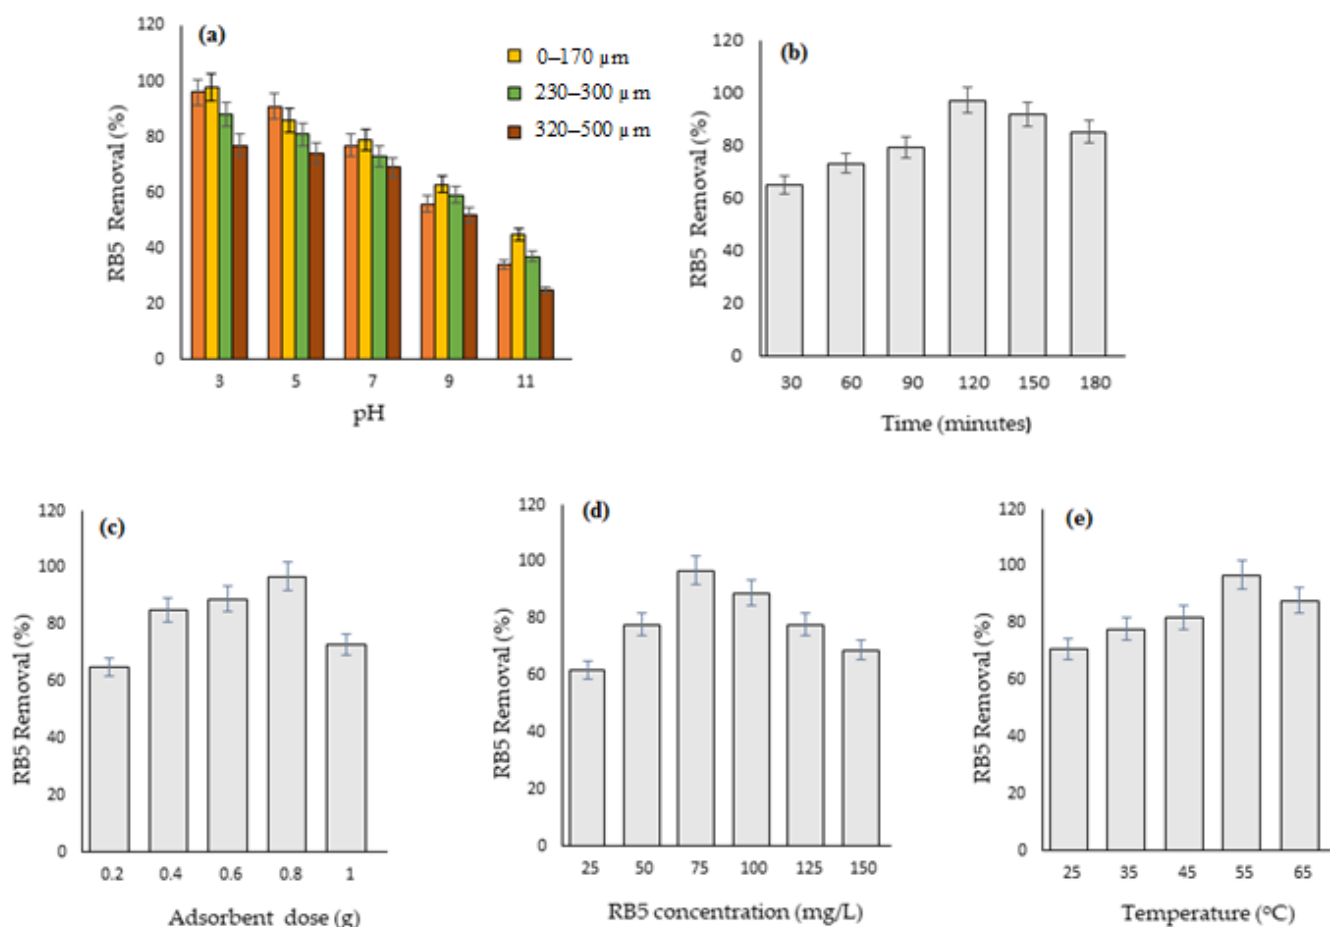 (a)
120
100
80
60
40
20
0
RB5 Removal (%)
3 5 7 9 11
pH
0–170 µm
230–300 µm
320–500 µm
(b)
120
100
80
60
40
20
0
RB5 Removal (%)
30 60 90 120 150 180
Time (minutes)
(c)
120
100
80
60
40
20
0
RB5 Removal (%)
0.2 0.4 0.6 0.8 1
Adsorbent dose (g)
(d)
120
100
80
60
40
20
0
RB5 Removal (%)
25 50 75 100 125 150
RB5 concentration (mg/L)
(e)
120
100
80
60
40
20
0
RB5 Removal (%)
25 35 45 55 65
Temperature (°C)